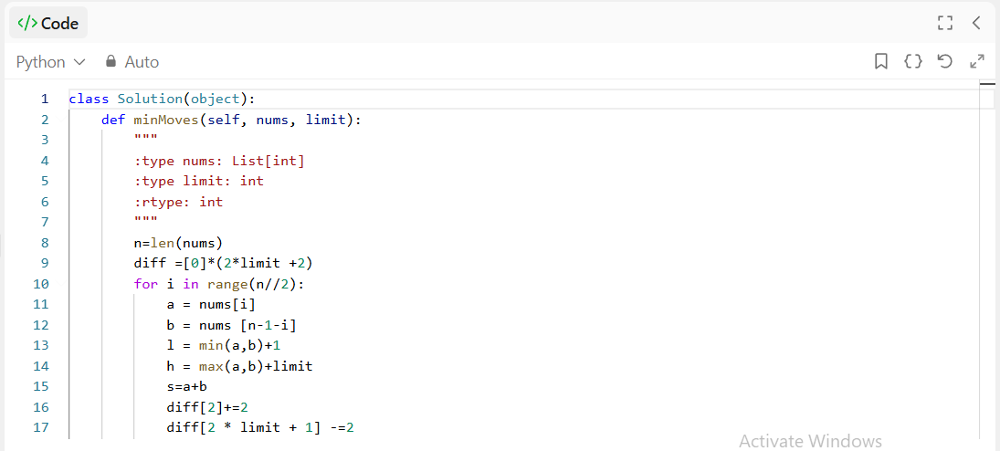 </> Code
Python Auto
1 class Solution(object):
2     def minMoves(self, nums, limit):
3         """
4         :type nums: List[int]
5         :type limit: int
6         :rtype: int
7         """
8         n=len(nums)
9         diff =[0]*(2*limit +2)
10         for i in range(n//2):
11             a = nums[i]
12             b = nums [n-1-i]
13             l = min(a,b)+1
14             h = max(a,b)+limit
15             s=a+b
16             diff[2]+=2
17             diff[2 * limit + 1] -=2
Activate Windows